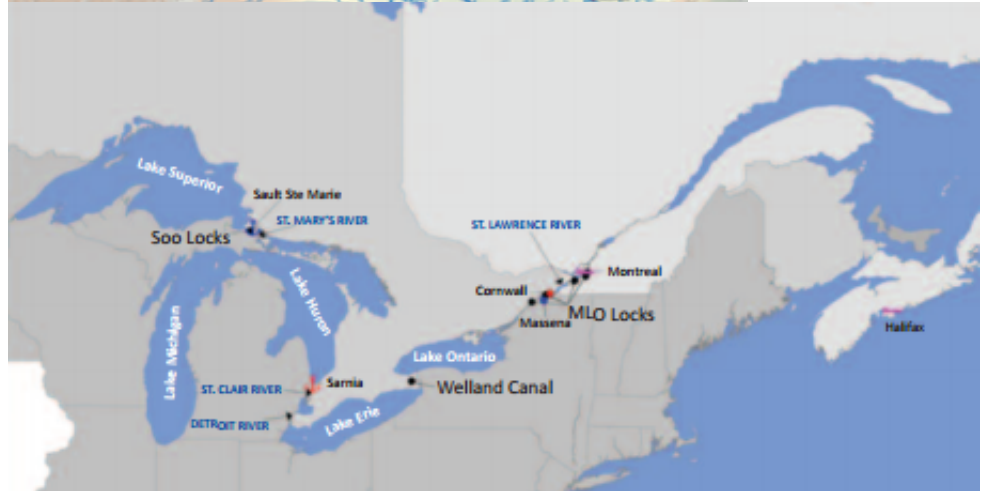 Lake Superior
Sault Ste Marie
ST. MARY'S RIVER
Soo Locks
ST. LAWRENCE RIVER
Lake Huron
Montreal
Cornwall
MLO Locks
Massena
Halifax
Lake Michigan
Lake Ontario
Sarnia
ST. CLAIR RIVER
Welland Canal
Lake Erie
DETROIT RIVER